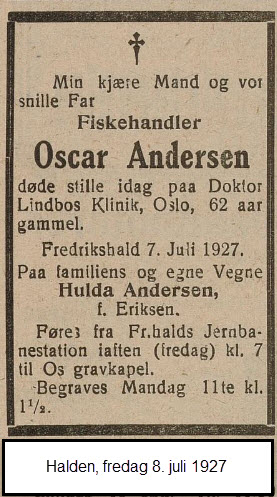 Min kjære Mand og vor
snille Far
Fiskehandler
Oscar Andersen
døde stille idag paa Doktor
Lindbos Klinik, Oslo, 62 aar
gammel.
Fredrikshald 7. Juli 1927.
Paa familiens og egne Vegne
Hulda Andersen,
f. Eriksen.
Føres fra Fr.halds Jernba-
nestation iaften (fredag) kl. 7
til Os gravkapel.
Begraves Mandag 11te kl.
1½.
Halden, fredag 8. juli 1927